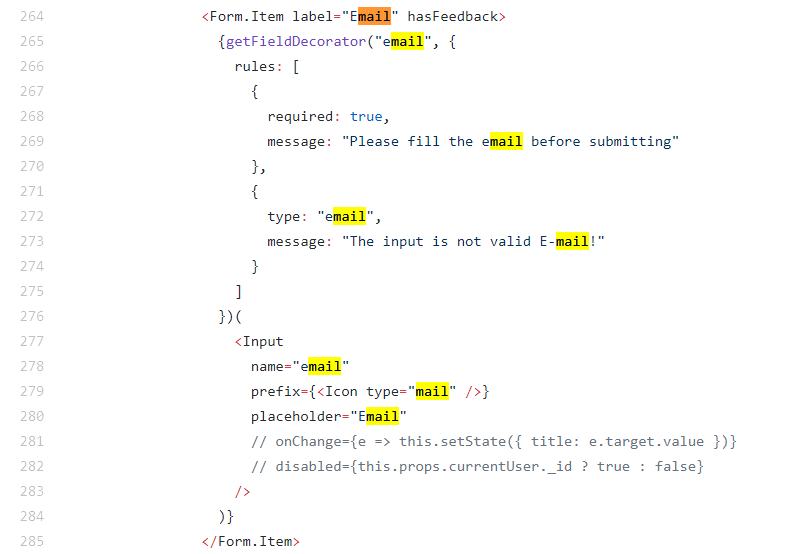 264 <Form.Item label="Email" hasFeedback>
265 {getFieldDecorator("email", {
266 rules: [
267 {
268 required: true,
269 message: "Please fill the email before submitting"
270 },
271 {
272 type: "email",
273 message: "The input is not valid E-mail!"
274 }
275 ]
276 })(
277 <Input
278 name="email"
279 prefix={<Icon type="mail" />}
280 placeholder="Email"
281 // onChange={e => this.setState({ title: e.target.value })}
282 // disabled={this.props.currentUser._id ? true : false}
283 />
284 )}
285 </Form.Item>